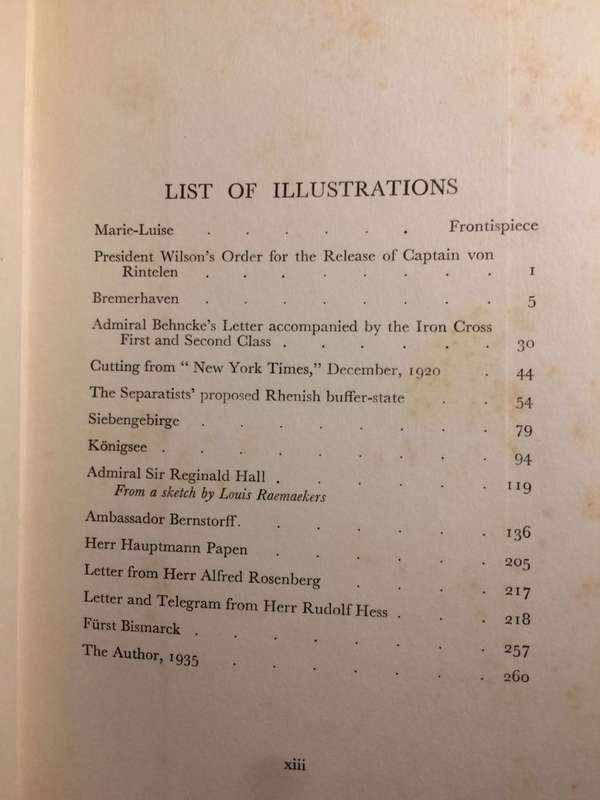 LIST OF ILLUSTRATIONS
Marie-Luise . . . . . . Frontispiece
President Wilson's Order for the Release of Captain von
Rintelen . . . . . . . . 1
Bremerhaven . . . . . . . . 5
Admiral Behncke's Letter accompanied by the Iron Cross
First and Second Class . . . . . . 30
Cutting from " New York Times," December, 1920 . 44
The Separatists' proposed Rhenish buffer-state . . 54
Siebengebirge . . . . . . . . 79
Königsee . . . . . . . . . 94
Admiral Sir Reginald Hall . . . . . . 119
From a sketch by Louis Raemaekers
Ambassador Bernstorff . . . . . . . 136
Herr Hauptmann Papen . . . . . . 205
Letter from Herr Alfred Rosenberg . . . . 217
Letter and Telegram from Herr Rudolf Hess . . . 218
Fürst Bismarck . . . . . . . . 257
The Author, 1935 . . . . . . . 260
xiii